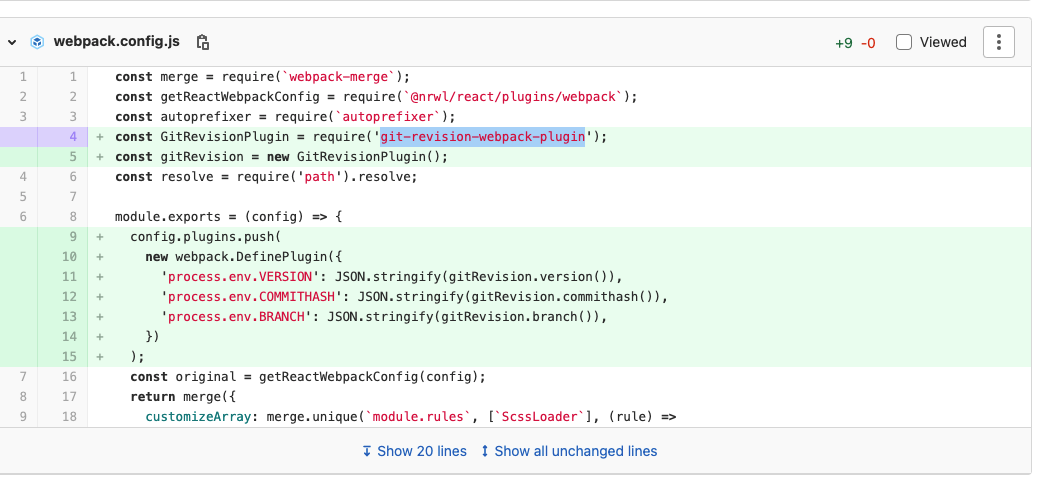 webpack.config.js +9 -0 Viewed
1 1 const merge = require(`webpack-merge`);
2 2 const getReactWebpackConfig = require(`@nrwl/react/plugins/webpack`);
3 3 const autoprefixer = require(`autoprefixer`);
4 + const GitRevisionPlugin = require('git-revision-webpack-plugin');
5 + const gitRevision = new GitRevisionPlugin();
4 6 const resolve = require('path').resolve;
5 7
6 8 module.exports = (config) => {
9 + config.plugins.push(
10 + new webpack.DefinePlugin({
11 + 'process.env.VERSION': JSON.stringify(gitRevision.version()),
12 + 'process.env.COMMITHASH': JSON.stringify(gitRevision.commithash()),
13 + 'process.env.BRANCH': JSON.stringify(gitRevision.branch()),
14 + })
15 + );
7 16 const original = getReactWebpackConfig(config);
8 17 return merge({
9 18 customizeArray: merge.unique(`module.rules`, [`ScssLoader`], (rule) =>
Show 20 lines Show all unchanged lines